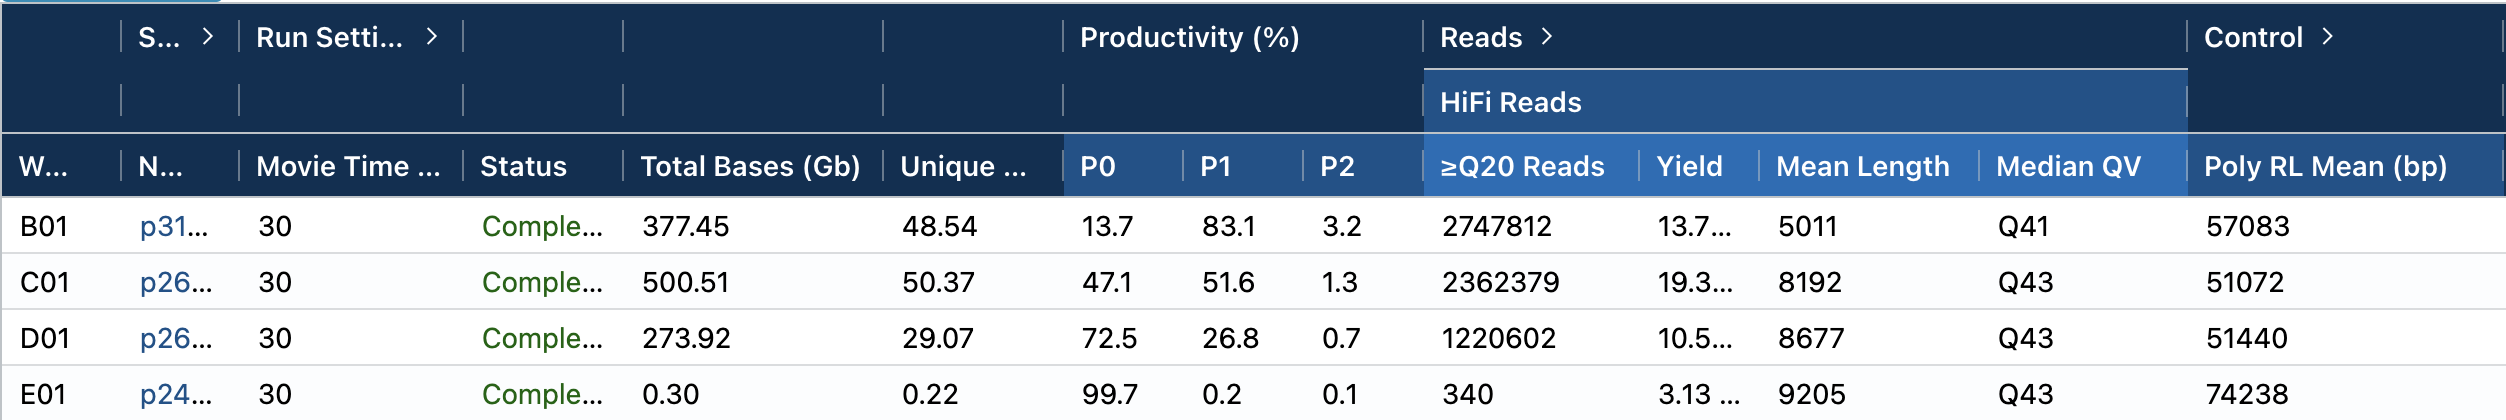 S... > Run Setti... > Productivity (%) Reads > Control >
HiFi Reads
W... N... Movie Time ... Status Total Bases (Gb) Unique ... P0 P1 P2 ≥Q20 Reads Yield Mean Length Median QV Poly RL Mean (bp)
B01 p31... 30 Comple... 377.45 48.54 13.7 83.1 3.2 2747812 13.7... 5011 Q41 57083
C01 p26... 30 Comple... 500.51 50.37 47.1 51.6 1.3 2362379 19.3... 8192 Q43 51072
D01 p26... 30 Comple... 273.92 29.07 72.5 26.8 0.7 1220602 10.5... 8677 Q43 51440
E01 p24... 30 Comple... 0.30 0.22 99.7 0.2 0.1 340 3.13 ... 9205 Q43 74238